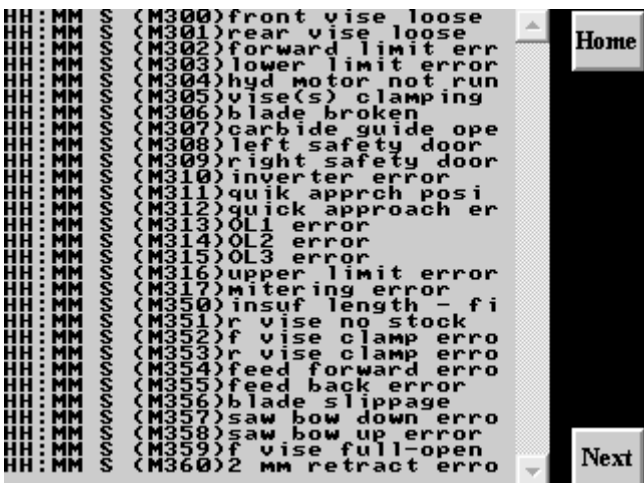 HH:MM S (M300)front vise loose
HH:MM S (M301)rear vise loose
HH:MM S (M302)forward limit err
HH:MM S (M303)lower limit error
HH:MM S (M304)hyd motor not run
HH:MM S (M305)vise(s) clamping
HH:MM S (M306)blade broken
HH:MM S (M307)carbide guide ope
HH:MM S (M308)left safety door
HH:MM S (M309)right safety door
HH:MM S (M310)inverter error
HH:MM S (M311)quik apprch posi
HH:MM S (M312)quick approach er
HH:MM S (M313)OL1 error
HH:MM S (M314)OL2 error
HH:MM S (M315)OL3 error
HH:MM S (M316)upper limit error
HH:MM S (M317)mitering error
HH:MM S (M350)insuf length - fi
HH:MM S (M351)r vise no stock
HH:MM S (M352)f vise clamp erro
HH:MM S (M353)r vise clamp erro
HH:MM S (M354)feed forward erro
HH:MM S (M355)feed back error
HH:MM S (M356)blade slippage
HH:MM S (M357)saw bow down erro
HH:MM S (M358)saw bow up error
HH:MM S (M359)f vise full-open
HH:MM S (M360)2 mm retract erro
Home
Next